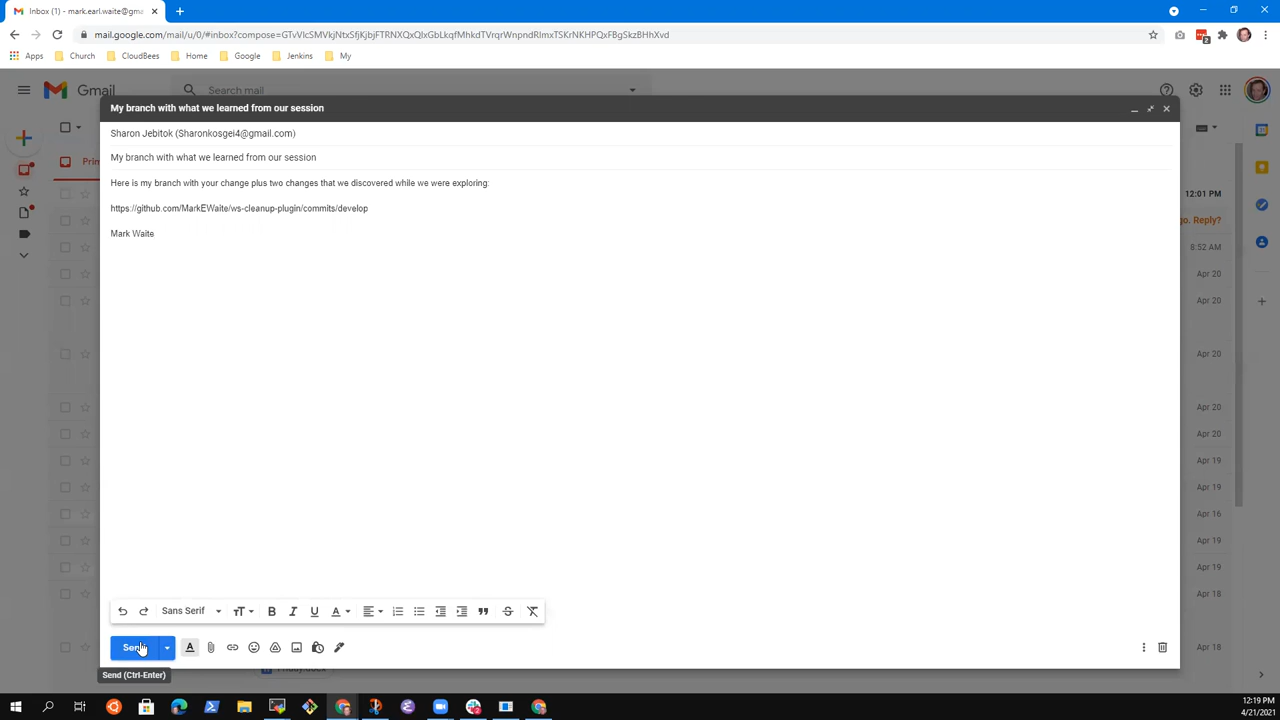 Inbox (1) - mark.earl.waite@gmai
mail.google.com/mail/u/0/#inbox?compose=GTvVlcSMVkjNtxSfjKjbjFTRNXQxQlxGbLkqfMhkdTVrqrWnpndRlmxTSKrNKHPQxFBgSkzBHhXvd
2
Apps Church CloudBees Home Google Jenkins My
Gmail
Search mail
My branch with what we learned from our session
Sharon Jebitok (Sharonkosgei4@gmail.com)
My branch with what we learned from our session
Prim
Here is my branch with your change plus two changes that we discovered while we were exploring:
12:01 PM
https://github.com/MarkEWaite/ws-cleanup-plugin/commits/develop
go. Reply?
Mark Waite
8:52 AM
Apr 20
Apr 20
Apr 20
Apr 20
Apr 20
Apr 19
Apr 19
Apr 16
Apr 19
Apr 19
Apr 18
Sans Serif
Send
Apr 18
Send (Ctrl-Enter)
12:19 PM
4/21/2021